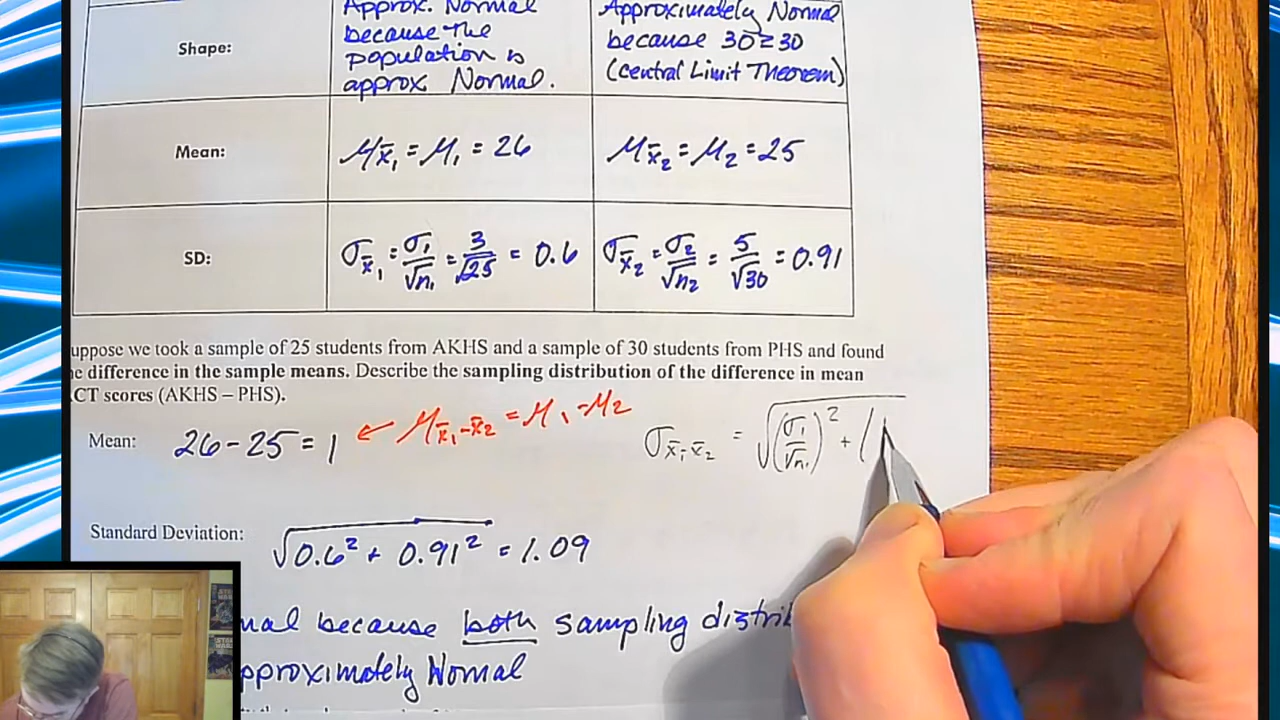 Shape:
Approx. Normal
because the
population is
approx. Normal.
Approximately Normal
because 30≥30
(Central Limit Theorem)
Mean:
μx̄₁ = μ₁ = 26
μx̄₂ = μ₂ = 25
SD:
σx̄₁ = σ₁/√n₁ = 3/√25 = 0.6
σx̄₂ = σ₂/√n₂ = 5/√30 = 0.91
uppose we took a sample of 25 students from AKHS and a sample of 30 students from PHS and found
e difference in the sample means. Describe the sampling distribution of the difference in mean
CT scores (AKHS – PHS).
Mean: 26-25=1 ← μx̄₁-x̄₂ = μ₁-μ₂
σx̄₁-x̄₂ = √(σ₁/√n₁)² + (
Standard Deviation: √0.6² + 0.91² = 1.09
mal because both sampling distrib
pproximately Normal